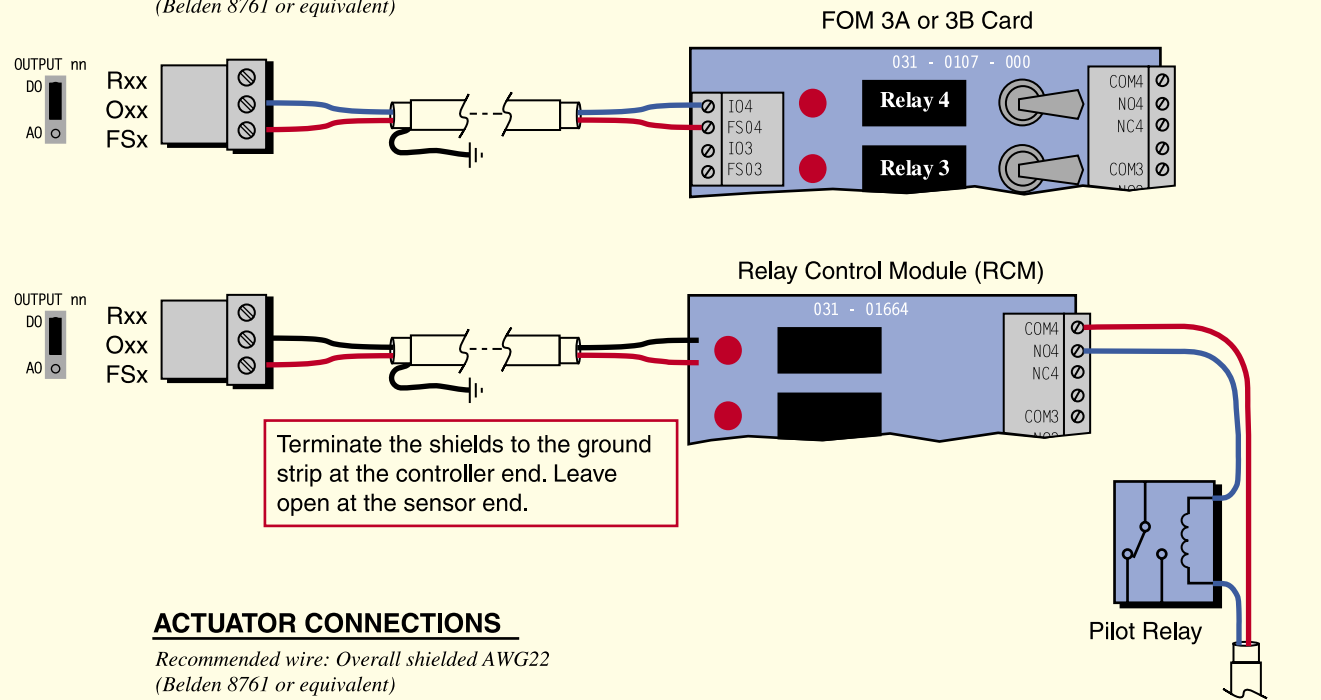 (Belden 8761 or equivalent)
FOM 3A or 3B Card
OUTPUT nn
DO
AO
Rxx
Oxx
FSx
031 - 0107 - 000
IO4
FSO4
IO3
FSO3
Relay 4
Relay 3
COM4
NO4
NC4
COM3
Relay Control Module (RCM)
OUTPUT nn
DO
AO
Rxx
Oxx
FSx
031 - 01664
COM4
NO4
NC4
COM3
Terminate the shields to the ground
strip at the controller end. Leave
open at the sensor end.
Pilot Relay
ACTUATOR CONNECTIONS
Recommended wire: Overall shielded AWG22
(Belden 8761 or equivalent)